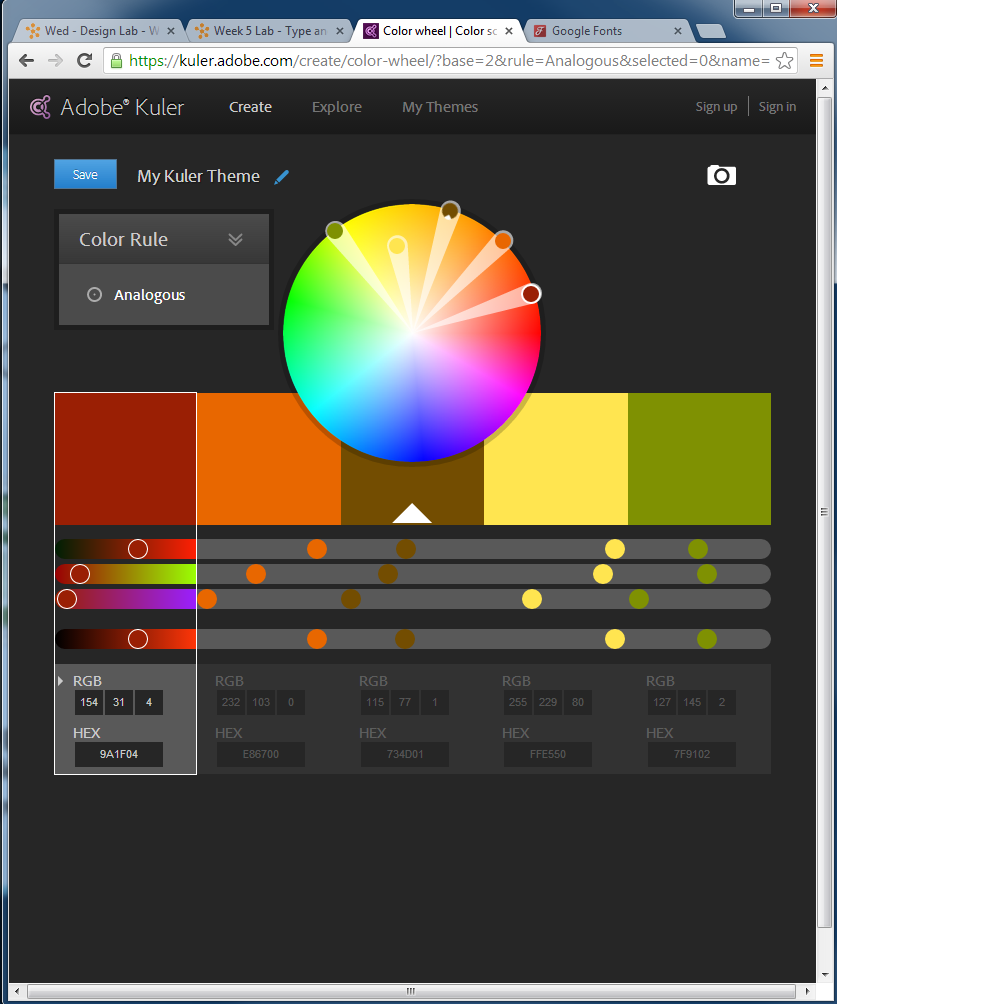 Wed - Design Lab - W
Week 5 Lab - Type an
Color wheel | Color sc
Google Fonts
https://kuler.adobe.com/create/color-wheel/?base=2&rule=Analogous&selected=0&name=
Adobe® Kuler Create Explore My Themes Sign up Sign in
Save My Kuler Theme
Color Rule
Analogous
RGB RGB RGB RGB RGB
154 31 4 232 103 0 115 77 1 255 229 80 127 145 2
HEX HEX HEX HEX HEX
9A1F04 E86700 734D01 FFE550 7F9102